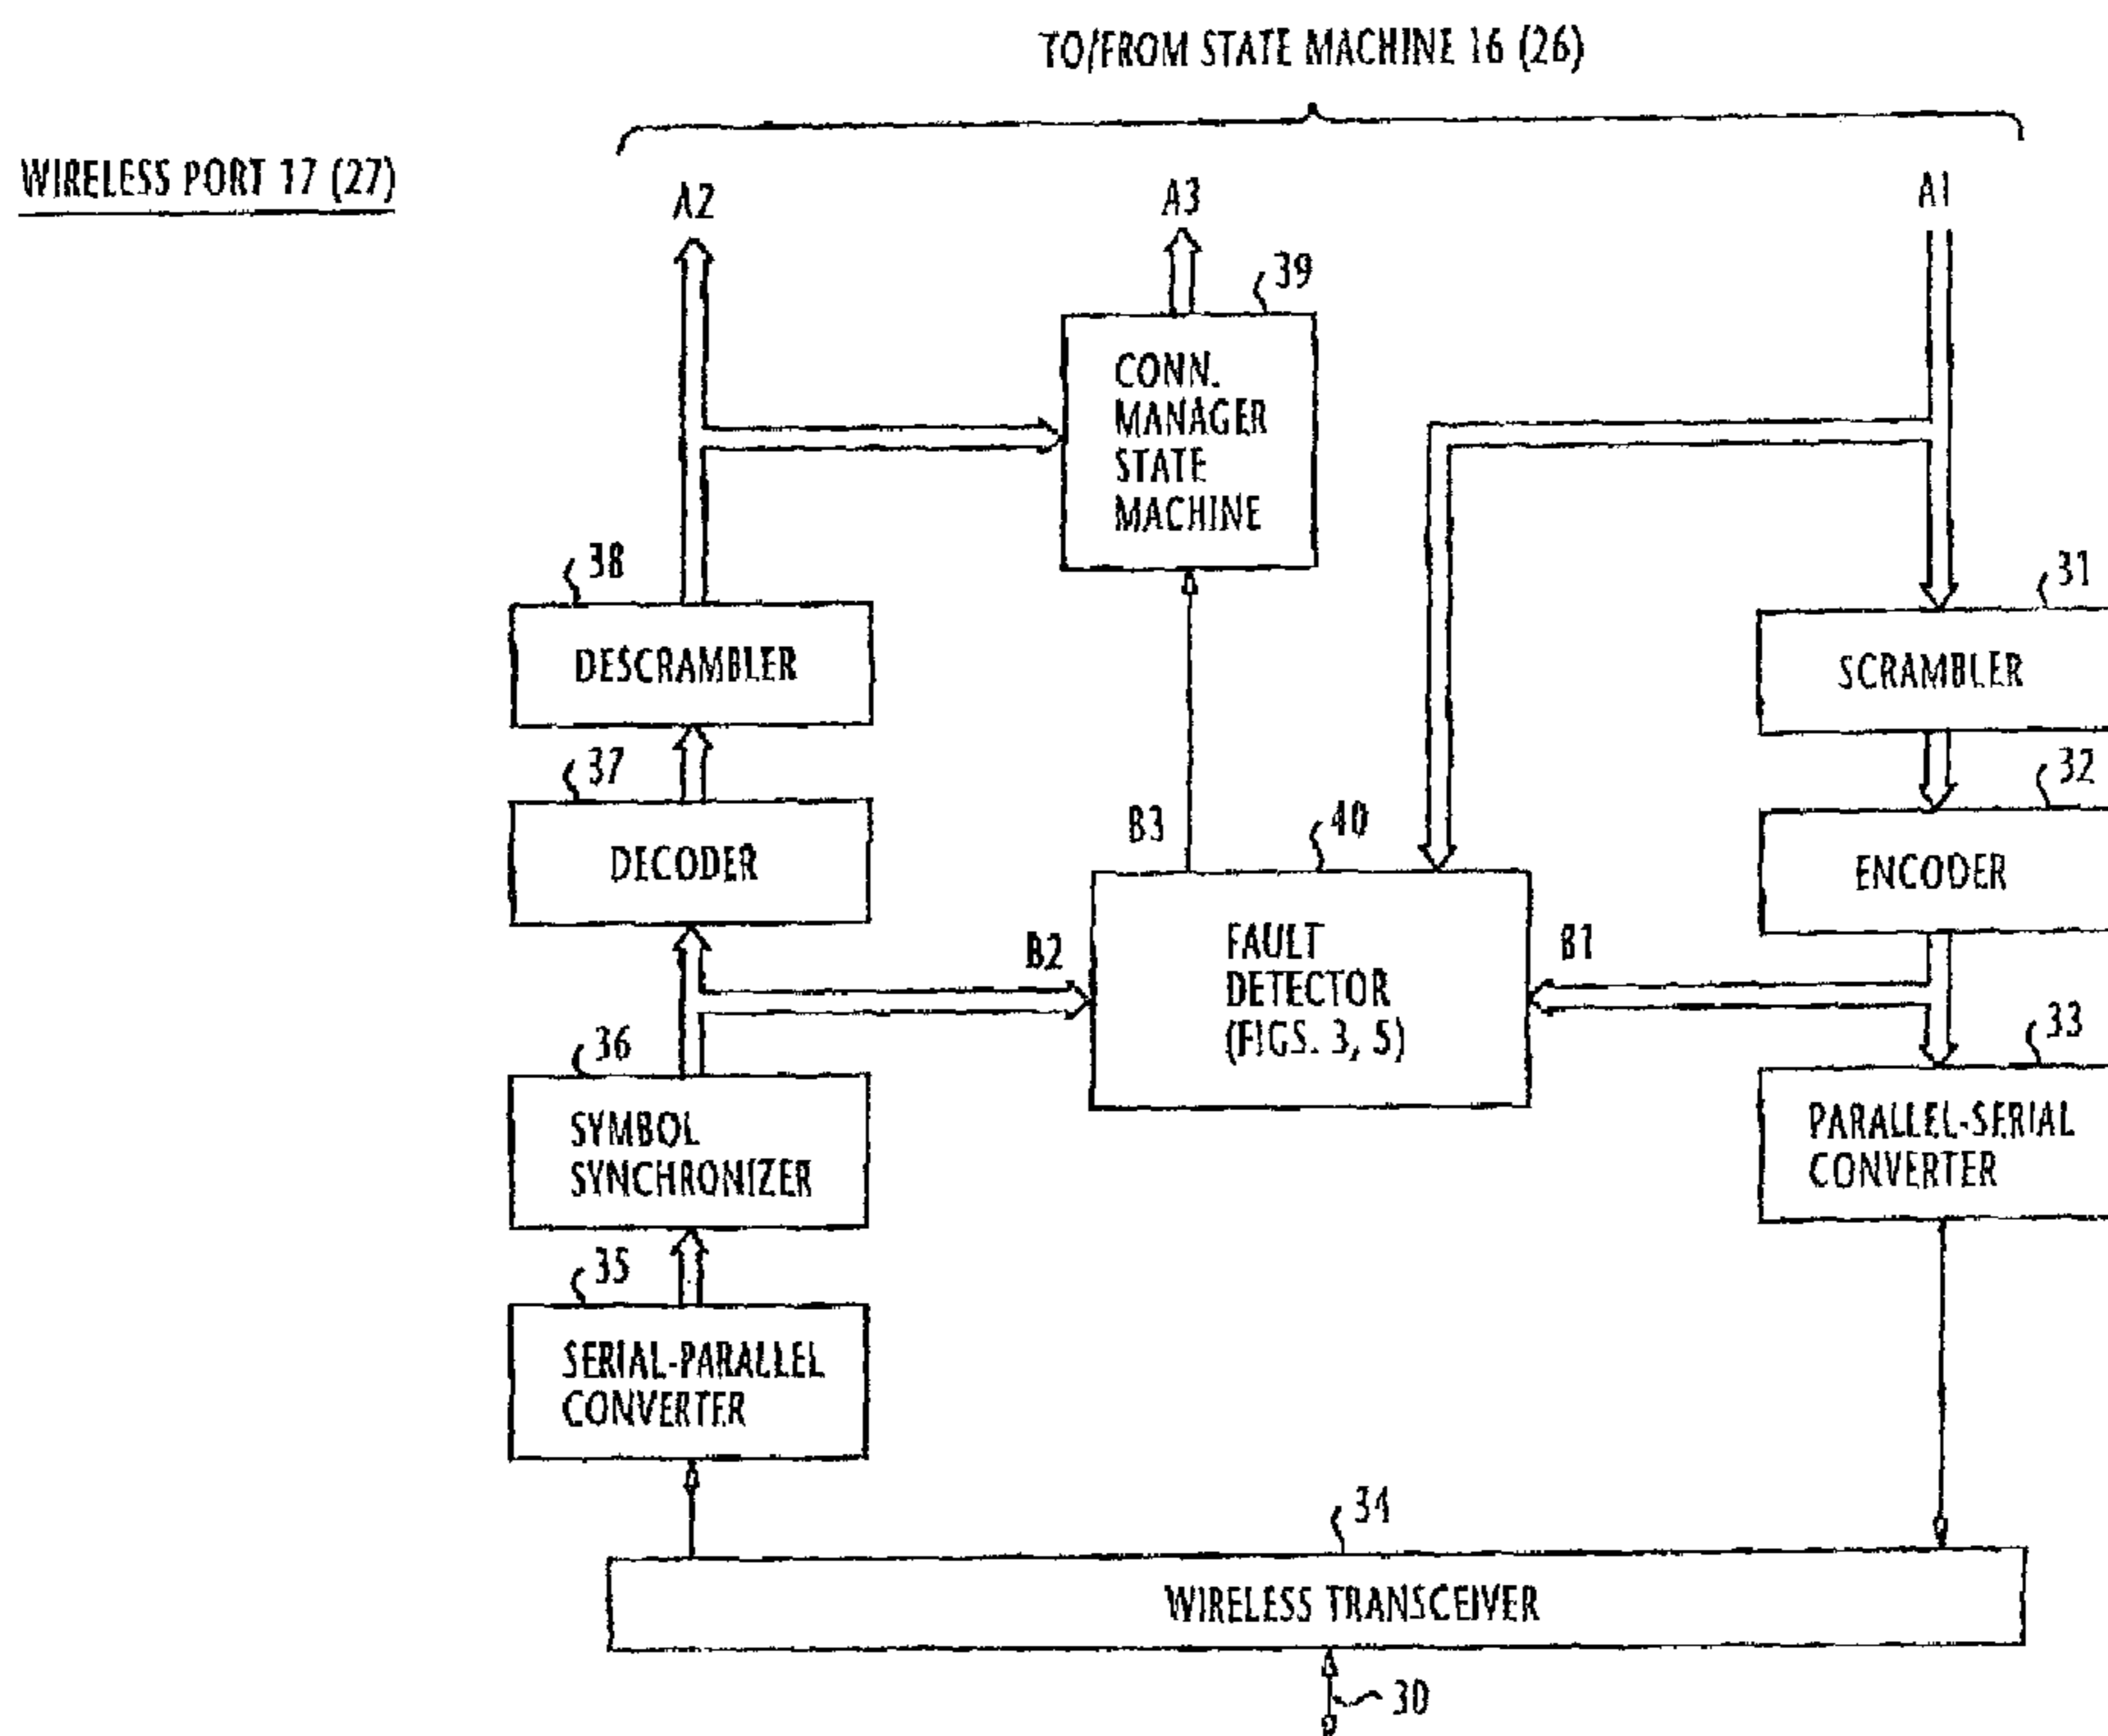 TO/FROM STATE MACHINE 16 (26)
WIRELESS PORT 17 (27)
A2
A3
A1
39
CONN.
MANAGER
STATE
MACHINE
38
DESCRAMBLER
31
SCRAMBLER
37
DECODER
32
ENCODER
B3
40
FAULT
DETECTOR
(FIGS. 3, 5)
B2
B1
36
SYMBOL
SYNCHRONIZER
33
PARALLEL-SERIAL
CONVERTER
35
SERIAL-PARALLEL
CONVERTER
34
WIRELESS TRANSCEIVER
30